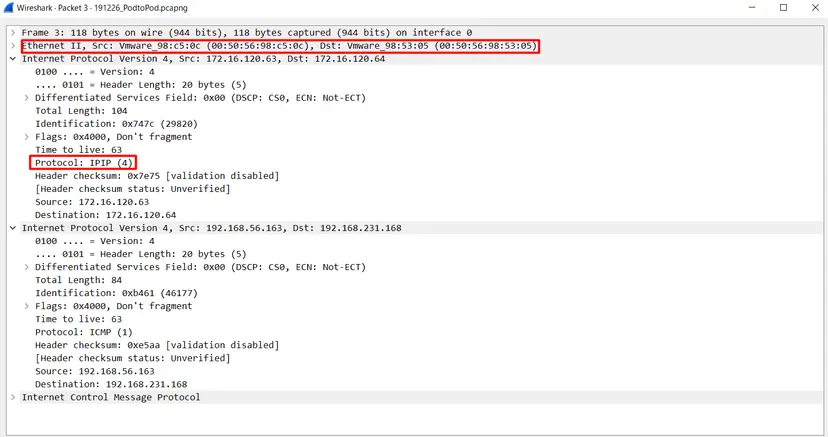 Wireshark - Packet 3 - 191226_PodtoPod.pcapng
Frame 3: 118 bytes on wire (944 bits), 118 bytes captured (944 bits) on interface 0
Ethernet II, Src: Vmware_98:c5:0c (00:50:56:98:c5:0c), Dst: Vmware_98:53:05 (00:50:56:98:53:05)
Internet Protocol Version 4, Src: 172.16.120.63, Dst: 172.16.120.64
0100 .... = Version: 4
.... 0101 = Header Length: 20 bytes (5)
Differentiated Services Field: 0x00 (DSCP: CS0, ECN: Not-ECT)
Total Length: 104
Identification: 0x747c (29820)
Flags: 0x4000, Don't fragment
Time to live: 63
Protocol: IPIP (4)
Header checksum: 0x7e75 [validation disabled]
[Header checksum status: Unverified]
Source: 172.16.120.63
Destination: 172.16.120.64
Internet Protocol Version 4, Src: 192.168.56.163, Dst: 192.168.231.168
0100 .... = Version: 4
.... 0101 = Header Length: 20 bytes (5)
Differentiated Services Field: 0x00 (DSCP: CS0, ECN: Not-ECT)
Total Length: 84
Identification: 0xb461 (46177)
Flags: 0x4000, Don't fragment
Time to live: 63
Protocol: ICMP (1)
Header checksum: 0xe5aa [validation disabled]
[Header checksum status: Unverified]
Source: 192.168.56.163
Destination: 192.168.231.168
Internet Control Message Protocol